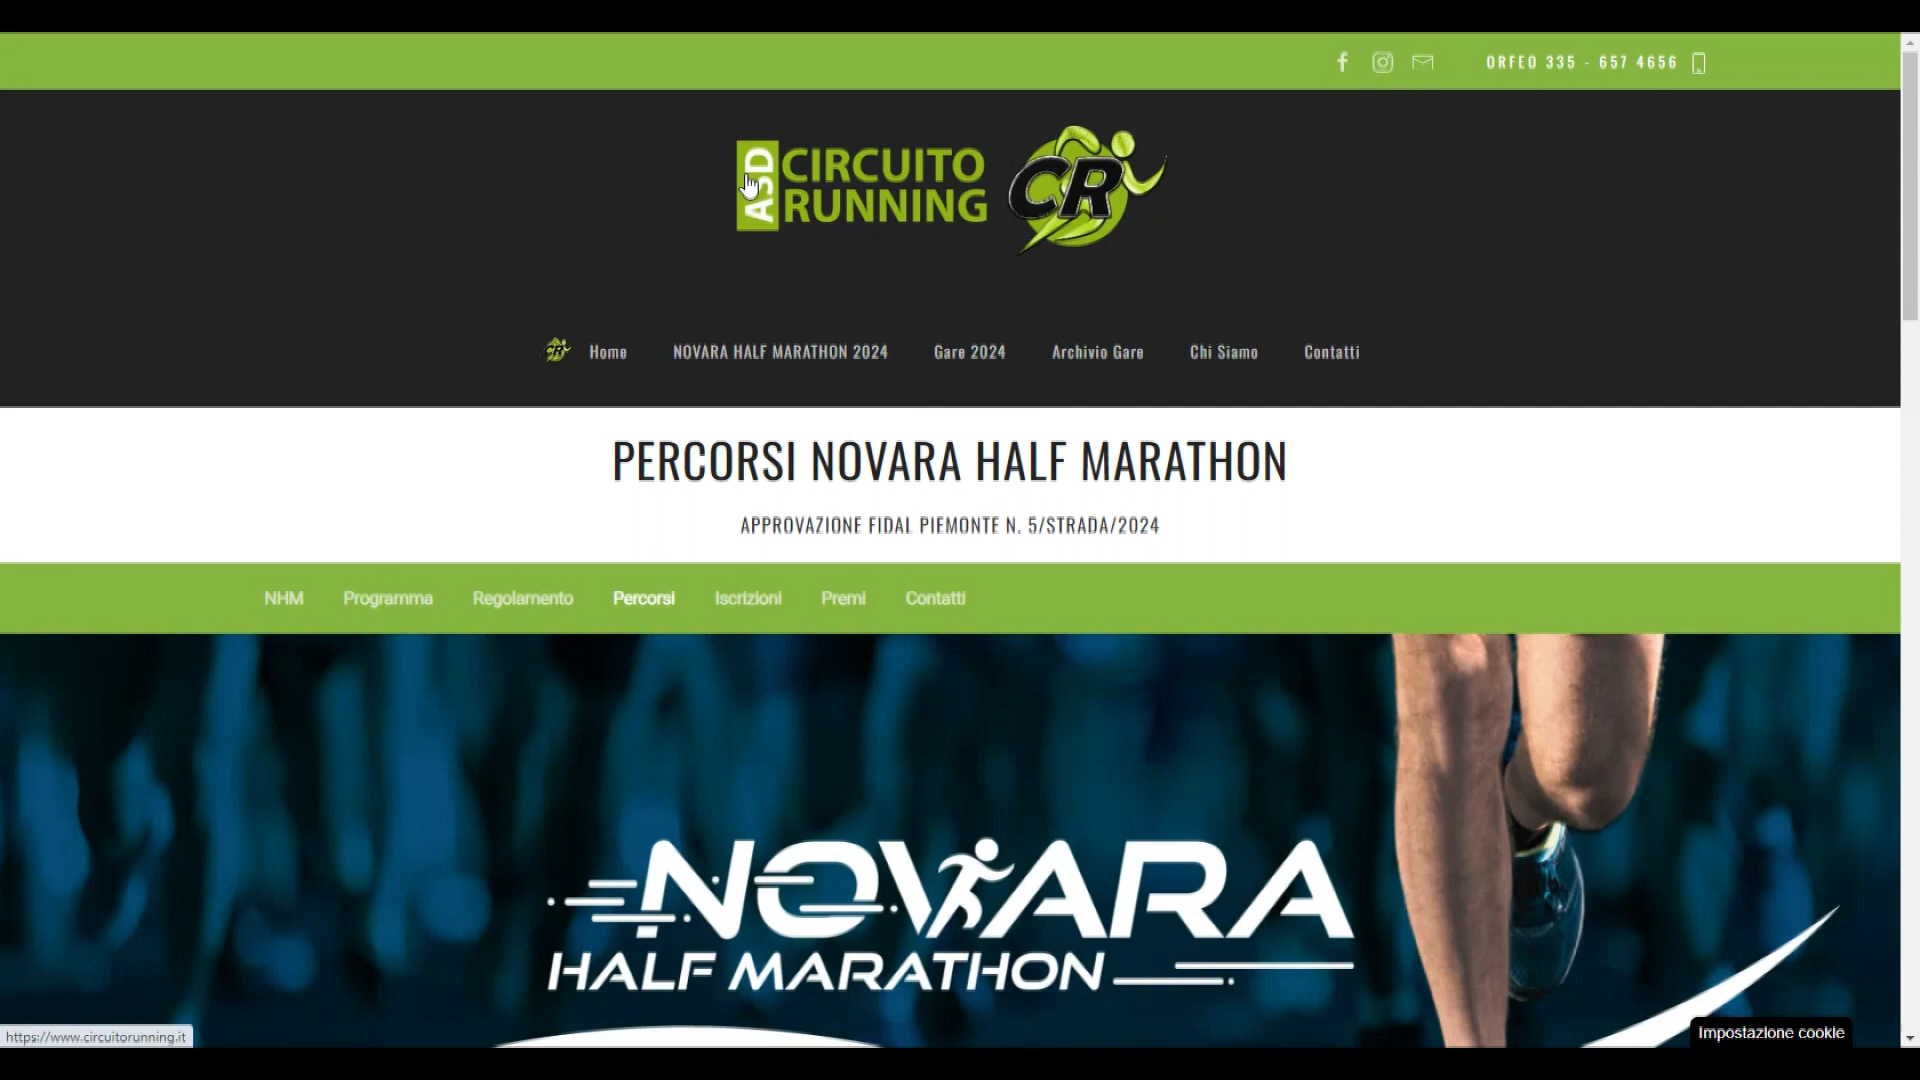 ORFEO 335 - 657 4656
ASD
CIRCUITO
RUNNING
CR
CR
Home
NOVARA HALF MARATHON 2024
Gare 2024
Archivio Gare
Chi Siamo
Contatti
PERCORSI NOVARA HALF MARATHON
APPROVAZIONE FIDAL PIEMONTE N. 5/STRADA/2024
NHM
Programma
Regolamento
Percorsi
Iscrizioni
Premi
Contatti
NOVARA
HALF MARATHON
https://www.circuitorunning.it
Impostazione cookie